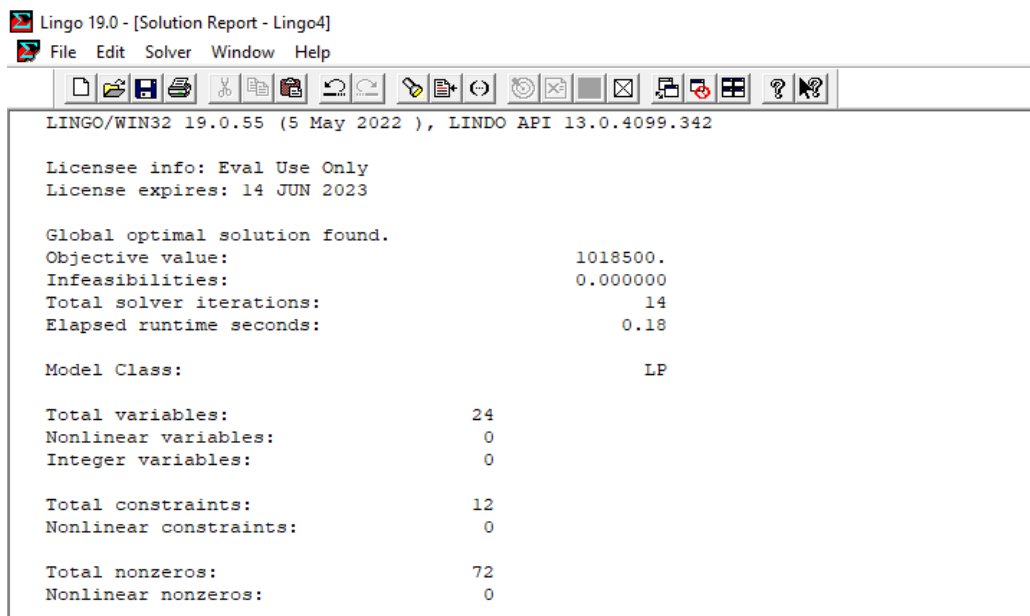 Lingo 19.0 - [Solution Report - Lingo4]
File Edit Solver Window Help
LINGO/WIN32 19.0.55 (5 May 2022 ), LINDO API 13.0.4099.342
Licensee info: Eval Use Only
License expires: 14 JUN 2023
Global optimal solution found.
Objective value: 1018500.
Infeasibilities: 0.000000
Total solver iterations: 14
Elapsed runtime seconds: 0.18
Model Class: LP
Total variables: 24
Nonlinear variables: 0
Integer variables: 0
Total constraints: 12
Nonlinear constraints: 0
Total nonzeros: 72
Nonlinear nonzeros: 0